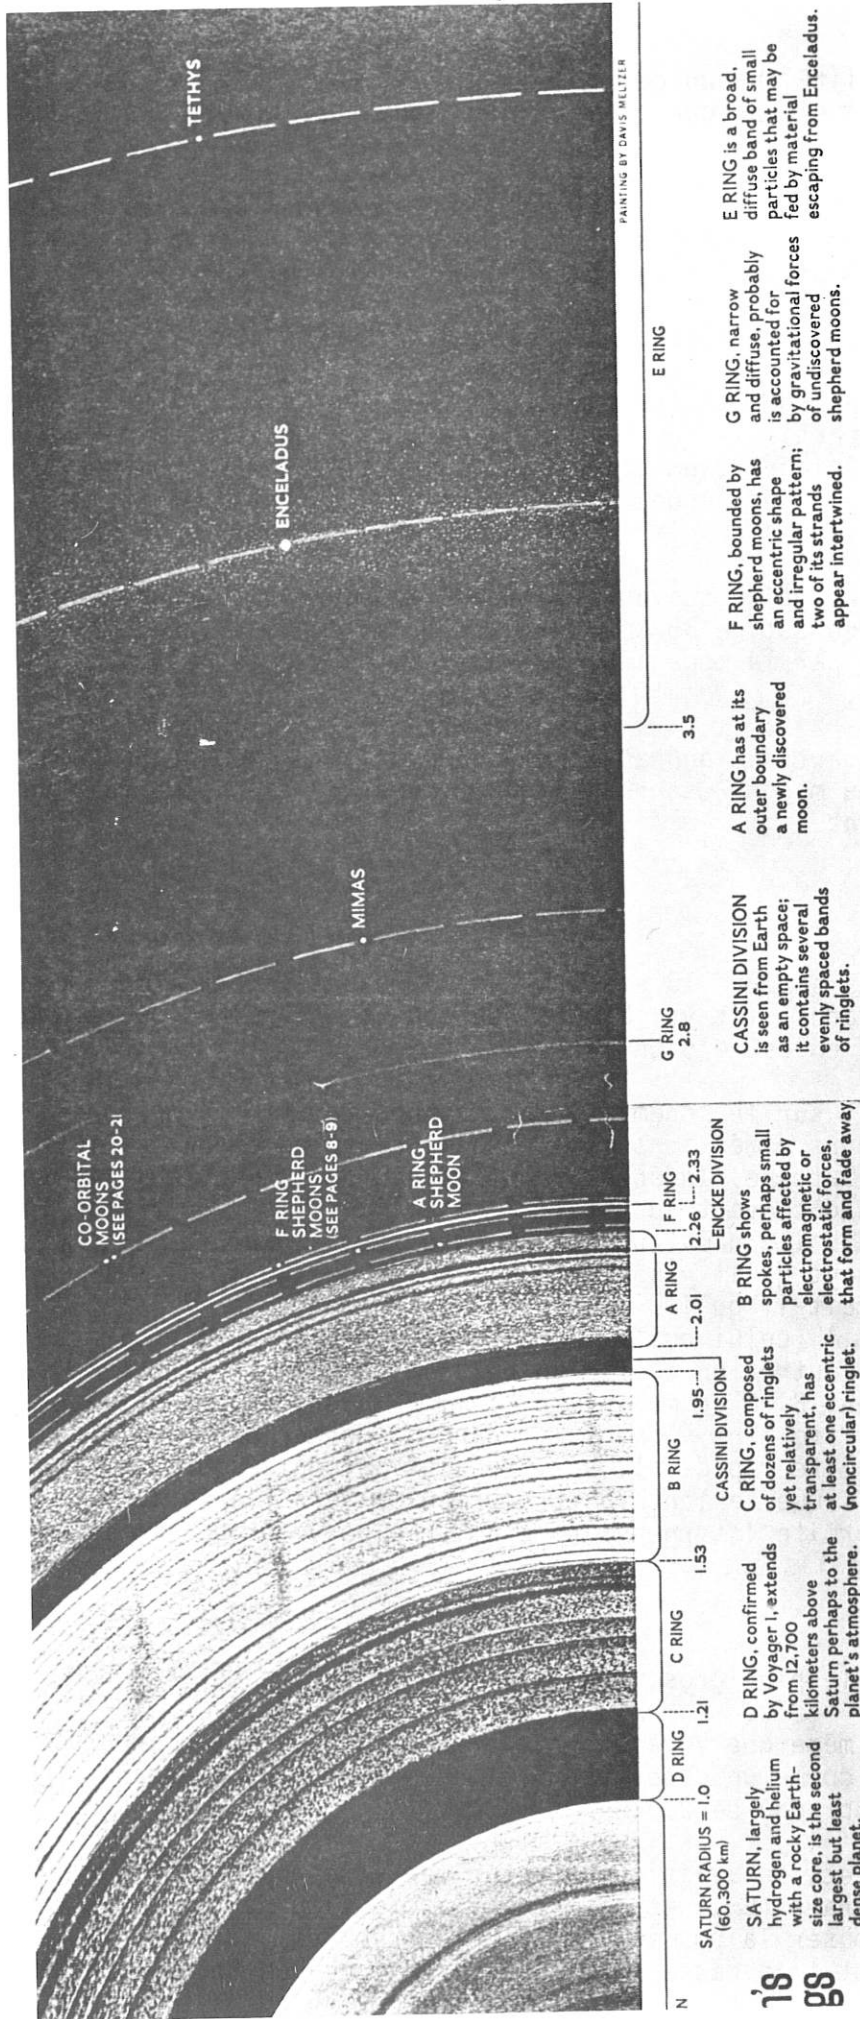 TETHYS
ENCELADUS
MIMAS
CO-ORBITAL
MOONS
(SEE PAGES 20-21)
F RING
SHEPHERD
MOONS
(SEE PAGES 8-9)
A RING
SHEPHERD
MOON
PAINTING BY DAVIS MELTZER
N
SATURN RADIUS = 1.0
(60,300 km)
D RING
1.21
C RING
1.53
B RING
1.95
CASSINI DIVISION
2.01
A RING
ENCKE DIVISION
2.26
F RING
2.33
G RING
2.8
3.5
E RING
's
gs
SATURN, largely
hydrogen and helium
with a rocky Earth-
size core, is the second
largest but least
dense planet.
D RING, confirmed
by Voyager 1, extends
from 12,700
kilometers above
Saturn perhaps to the
planet's atmosphere.
C RING, composed
of dozens of ringlets
yet relatively
transparent, has
at least one eccentric
(noncircular) ringlet.
B RING shows
spokes, perhaps small
particles affected by
electromagnetic or
electrostatic forces,
that form and fade away
CASSINI DIVISION
is seen from Earth
as an empty space;
it contains several
evenly spaced bands
of ringlets.
A RING has at its
outer boundary
a newly discovered
moon.
F RING, bounded by
shepherd moons, has
an eccentric shape
and irregular pattern;
two of its strands
appear intertwined.
G RING, narrow
and diffuse, probably
is accounted for
by gravitational forces
of undiscovered
shepherd moons.
E RING is a broad,
diffuse band of small
particles that may be
fed by material
escaping from Enceladus.